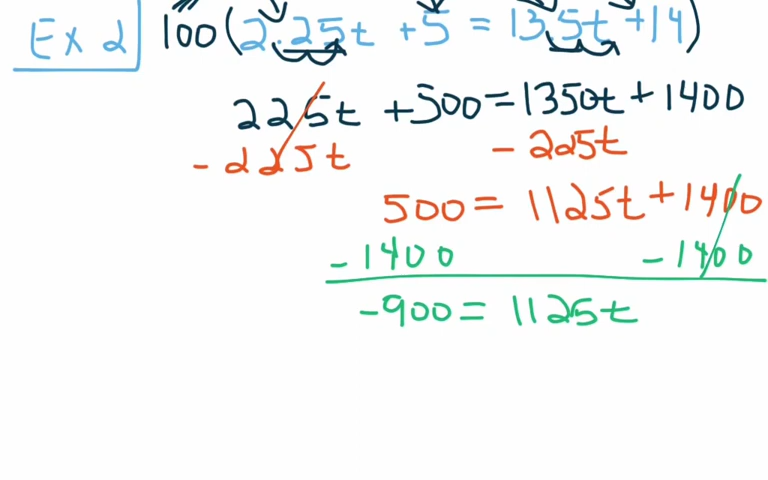 Ex 2 100(2.25t +5 = 13.5t +14)
225t +500=1350t+1400
-225t -225t
500= 1125t+1400
-1400 -1400
-900= 1125t